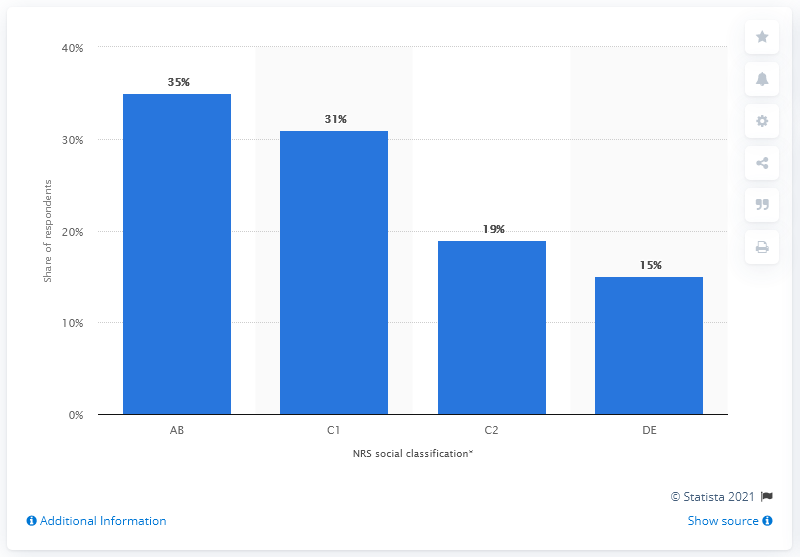 40%
35%
31%
30%
Share of respondents
20%
19%
15%
10%
0%
AB
C1
C2
DE
NRS social classification*
© Statista 2021
Additional Information
Show source